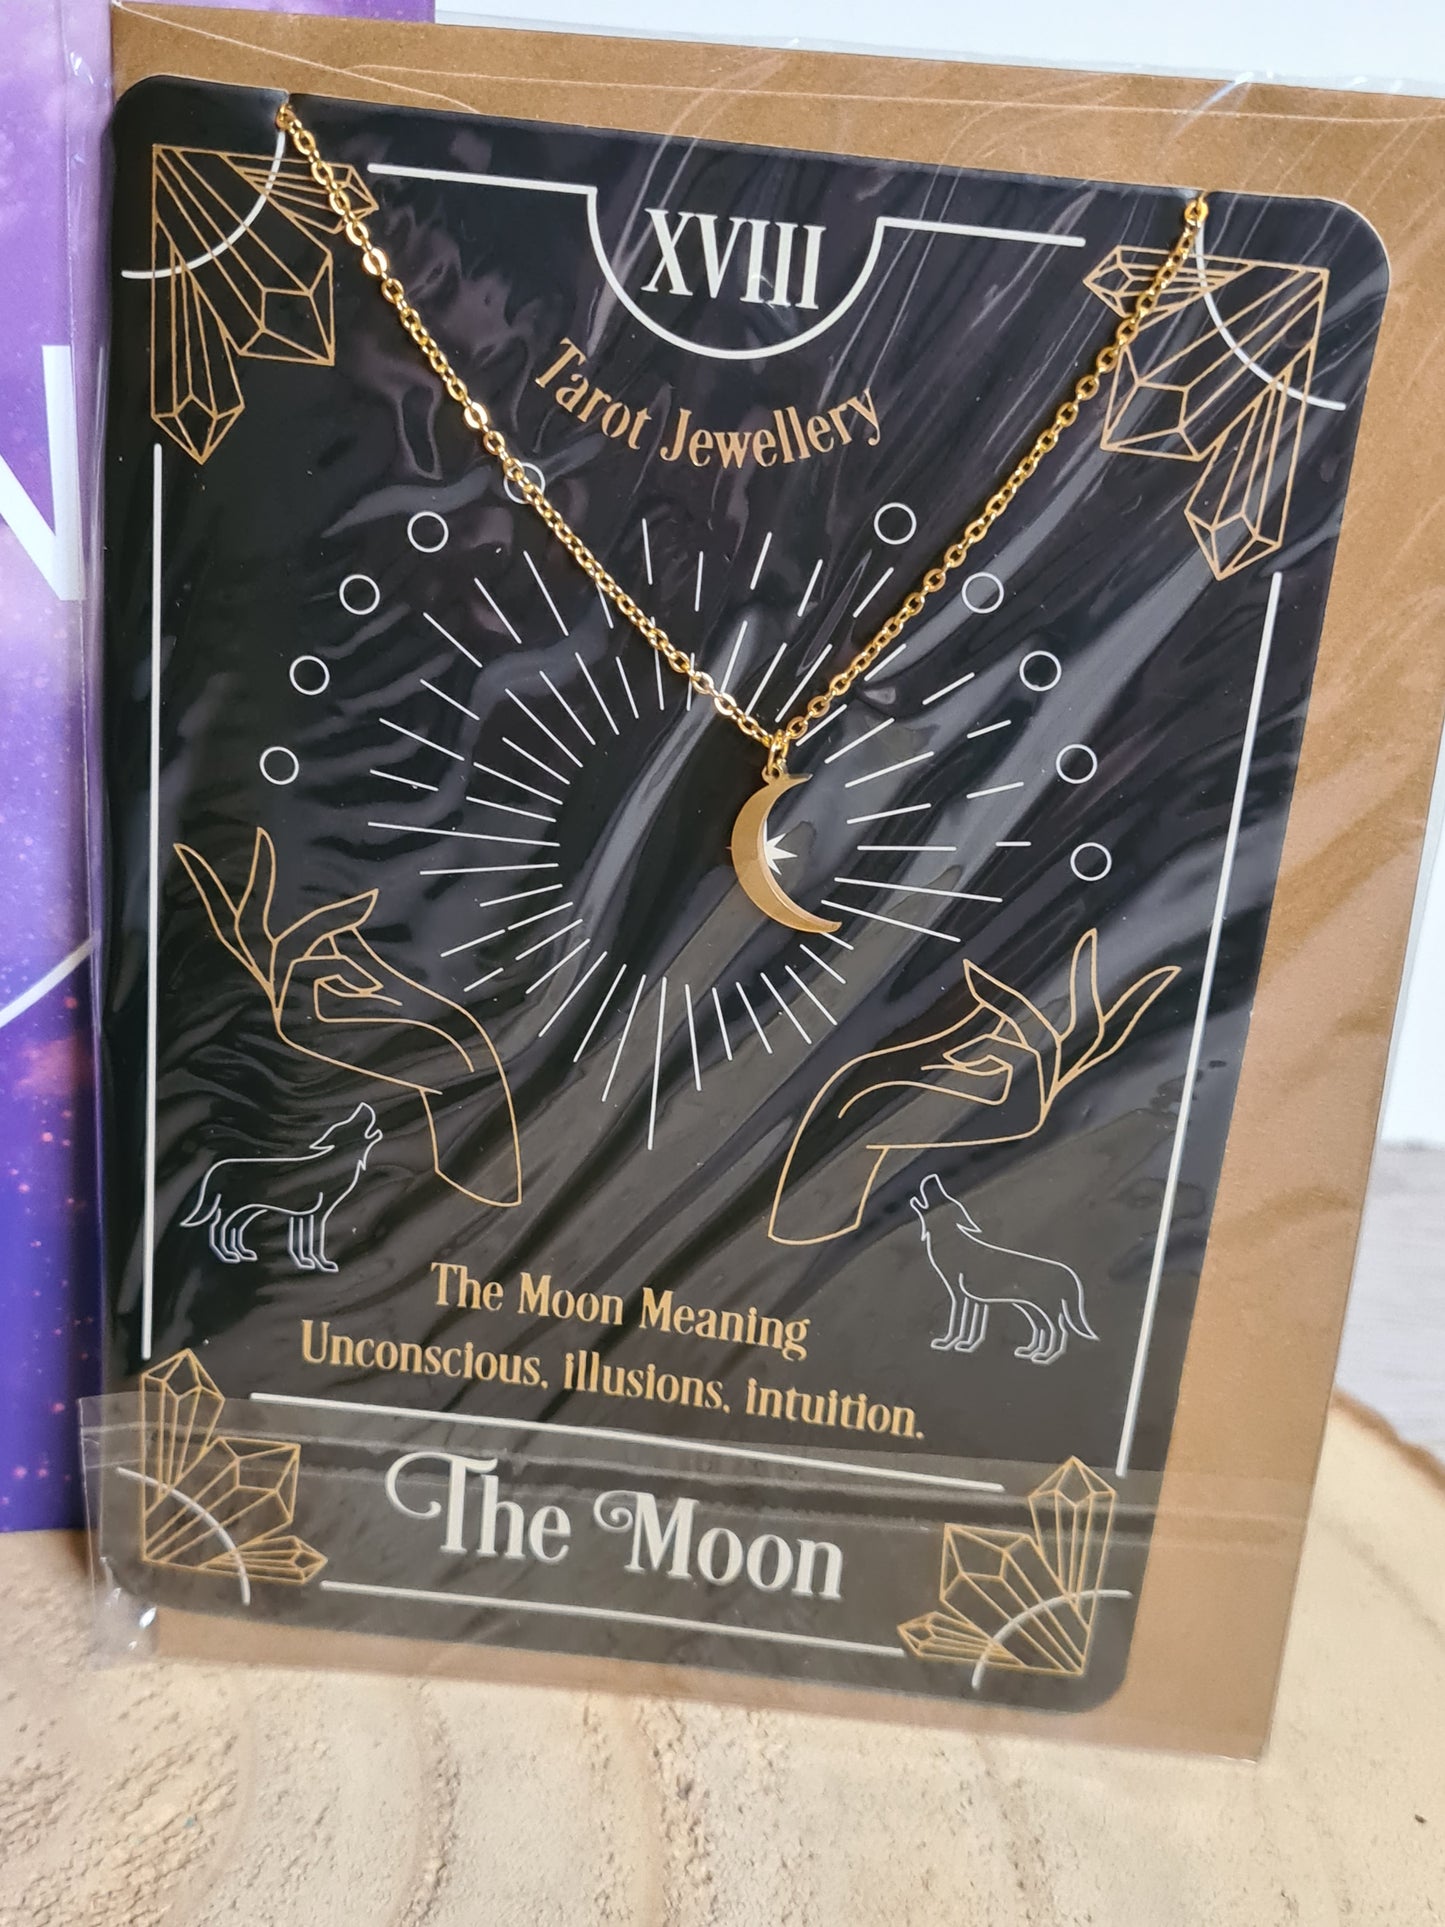 XVIII
Tarot Jewellery
The Moon Meaning
Unconscious, illusions, intuition.
The Moon